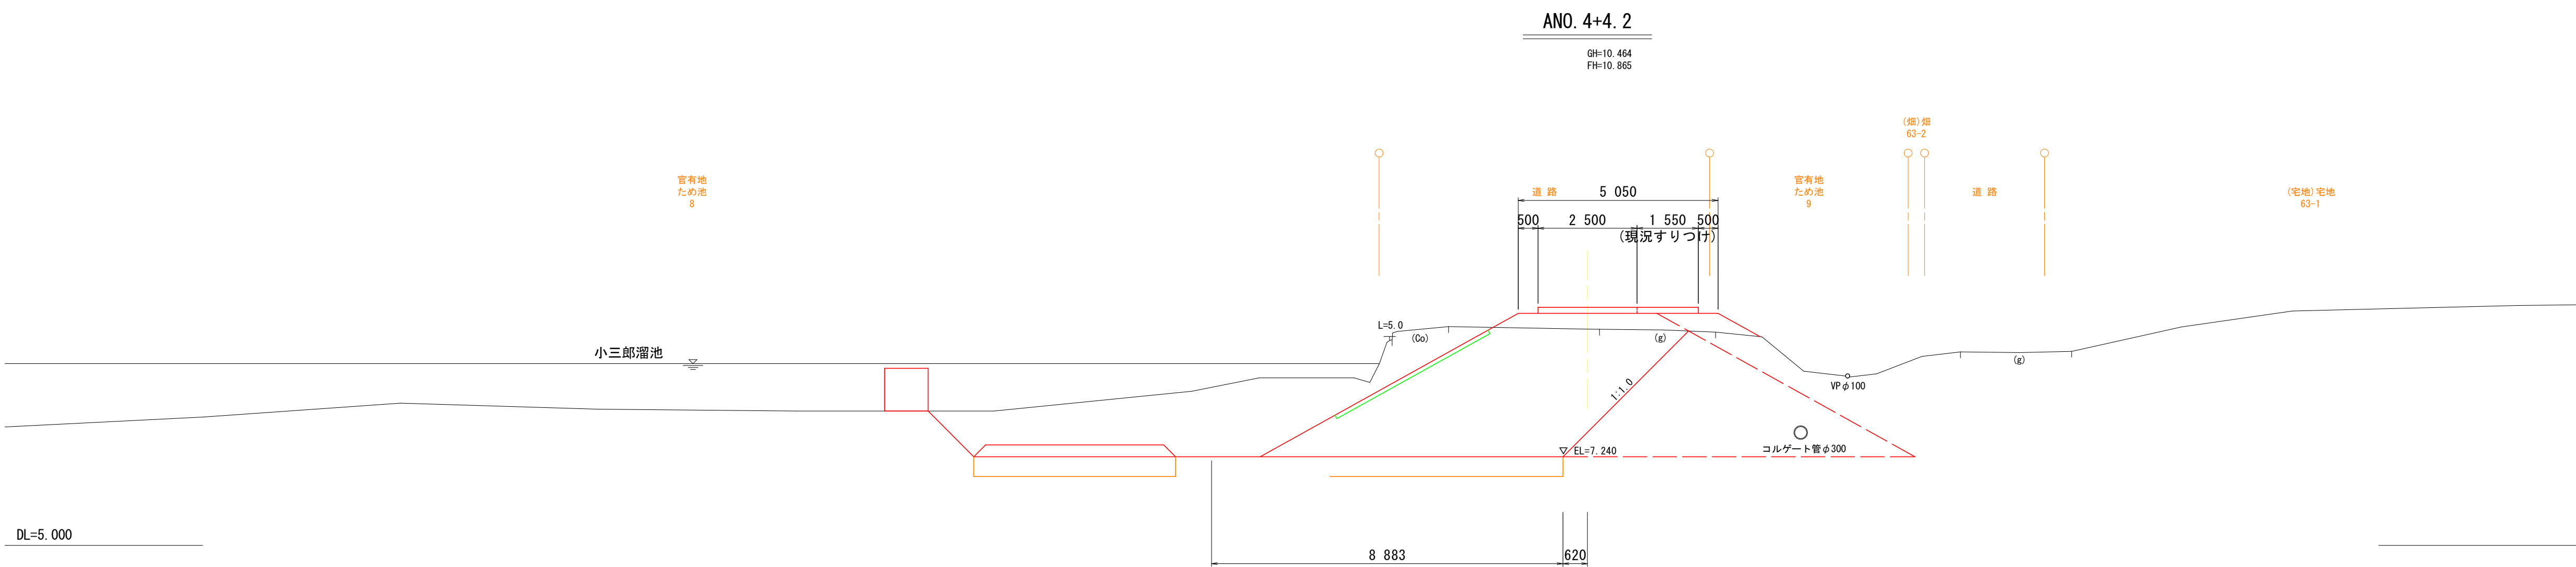 ANO.4+4.2
GH=10.464
FH=10.865
(畑)畑
63-2
官有地
ため池
8
道 路
5 050
官有地
ため池
9
道 路
(宅地)宅地
63-1
500
2 500
1 550
500
(現況すりつけ)
L=5.0
(Co)
(g)
小三郎溜池
(g)
VPφ100
1:1.0
EL=7.240
コルゲート管φ300
DL=5.000
8 883
620